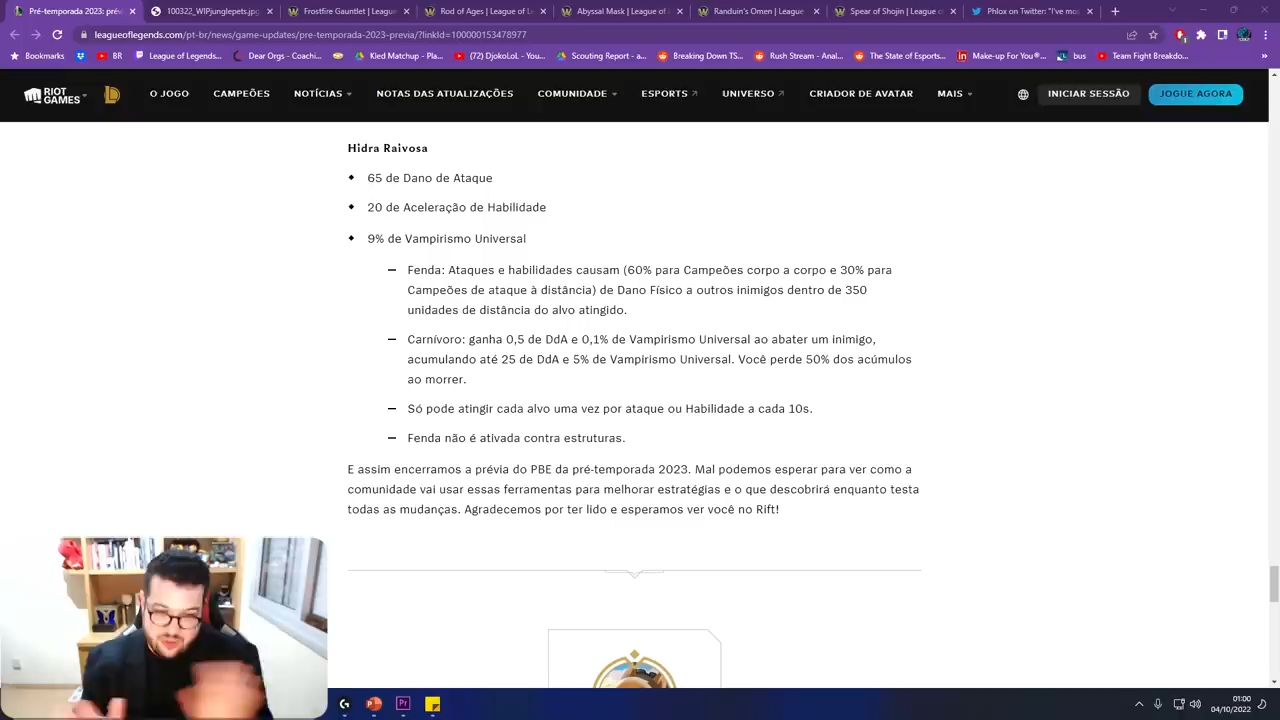 Pré-temporada 2023: prévi
100322_WIPjunglepets.jpg
Frostfire Gauntlet | League
Rod of Ages | League of Le
Abyssal Mask | League of L
Randuin's Omen | League
Spear of Shojin | League of
Phlox on Twitter: "I've mo
leagueoflegends.com/pt-br/news/game-updates/pre-temporada-2023-previa/?linkId=100000153478977
Bookmarks
BR
League of Legends...
Dear Orgs - Coachi...
Kled Matchup - Pla...
(72) DjokoLoL - You...
Scouting Report - a...
Breaking Down TS...
Rush Stream - Anal...
The State of Esports...
Make-up For You®...
bus
Team Fight Breakdo...
RIOT GAMES
O JOGO
CAMPEÕES
NOTÍCIAS
NOTAS DAS ATUALIZAÇÕES
COMUNIDADE
ESPORTS
UNIVERSO
CRIADOR DE AVATAR
MAIS
INICIAR SESSÃO
JOGUE AGORA
Hidra Raivosa
65 de Dano de Ataque
20 de Aceleração de Habilidade
9% de Vampirismo Universal
Fenda: Ataques e habilidades causam (60% para Campeões corpo a corpo e 30% para
Campeões de ataque à distância) de Dano Físico a outros inimigos dentro de 350
unidades de distância do alvo atingido.
Carnívoro: ganha 0,5 de DdA e 0,1% de Vampirismo Universal ao abater um inimigo,
acumulando até 25 de DdA e 5% de Vampirismo Universal. Você perde 50% dos acúmulos
ao morrer.
Só pode atingir cada alvo uma vez por ataque ou Habilidade a cada 10s.
Fenda não é ativada contra estruturas.
E assim encerramos a prévia do PBE da pré-temporada 2023. Mal podemos esperar para ver como a
comunidade vai usar essas ferramentas para melhorar estratégias e o que descobrirá enquanto testa
todas as mudanças. Agradecemos por ter lido e esperamos ver você no Rift!
01:00
04/10/2022